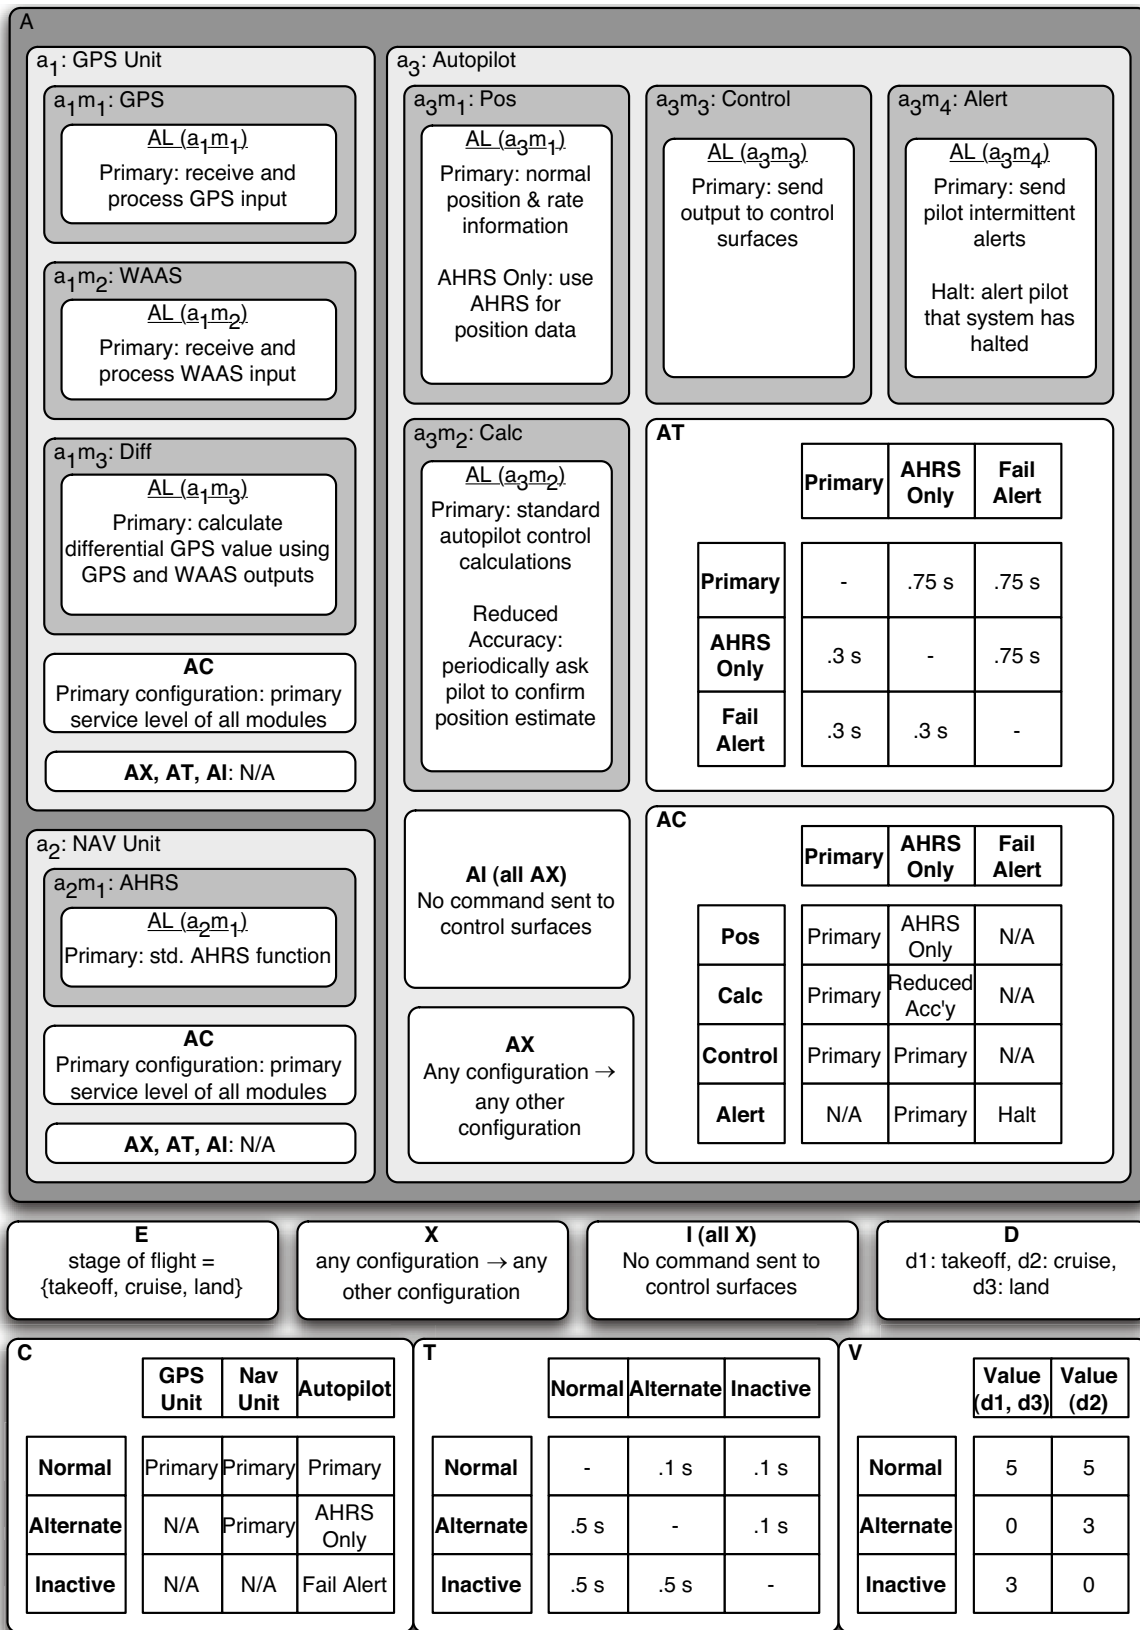 A
a1: GPS Unit
a1m1: GPS
AL (a1m1)
Primary: receive and
process GPS input
a1m2: WAAS
AL (a1m2)
Primary: receive and
process WAAS input
a1m3: Diff
AL (a1m3)
Primary: calculate
differential GPS value using
GPS and WAAS outputs
AC
Primary configuration: primary
service level of all modules
AX, AT, AI: N/A
a2: NAV Unit
a2m1: AHRS
AL (a2m1)
Primary: std. AHRS function
AC
Primary configuration: primary
service level of all modules
AX, AT, AI: N/A
a3: Autopilot
a3m1: Pos
AL (a3m1)
Primary: normal
position & rate
information
AHRS Only: use
AHRS for
position data
a3m3: Control
AL (a3m3)
Primary: send
output to control
surfaces
a3m4: Alert
AL (a3m4)
Primary: send
pilot intermittent
alerts
Halt: alert pilot
that system has
halted
a3m2: Calc
AL (a3m2)
Primary: standard
autopilot control
calculations
Reduced
Accuracy:
periodically ask
pilot to confirm
position estimate
AI (all AX)
No command sent to
control surfaces
AX
Any configuration →
any other
configuration
AT
Primary AHRS Only Fail Alert
Primary - .75 s .75 s
AHRS Only .3 s - .75 s
Fail Alert .3 s .3 s -
AC
Primary AHRS Only Fail Alert
Pos Primary AHRS Only N/A
Calc Primary Reduced Acc'y N/A
Control Primary Primary N/A
Alert N/A Primary Halt
E
stage of flight =
{takeoff, cruise, land}
X
any configuration → any
other configuration
I (all X)
No command sent to
control surfaces
D
d1: takeoff, d2: cruise,
d3: land
C
GPS Unit Nav Unit Autopilot
Normal Primary Primary Primary
Alternate N/A Primary AHRS Only
Inactive N/A N/A Fail Alert
T
Normal Alternate Inactive
Normal - .1 s .1 s
Alternate .5 s - .1 s
Inactive .5 s .5 s -
V
Value (d1, d3) Value (d2)
Normal 5 5
Alternate 0 3
Inactive 3 0